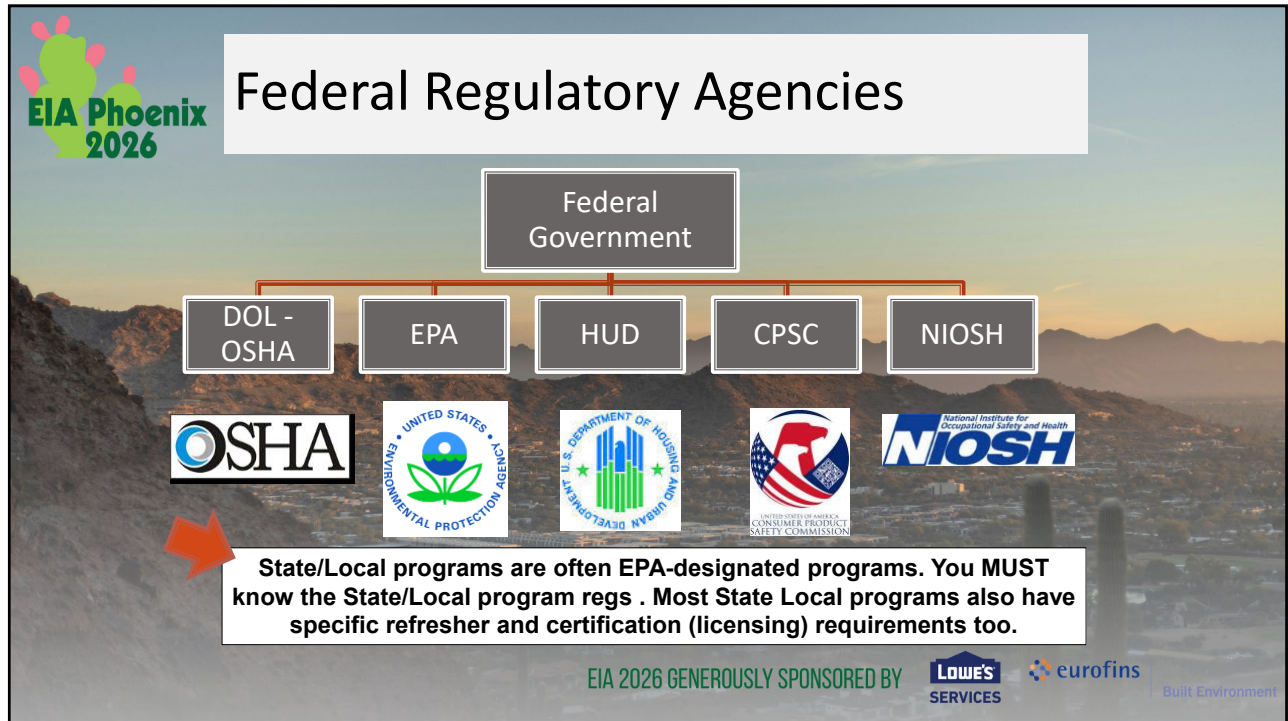 EIA Phoenix
2026
Federal Regulatory Agencies
Federal
Government
DOL -
OSHA
EPA
HUD
CPSC
NIOSH
OSHA
UNITED STATES
ENVIRONMENTAL PROTECTION AGENCY
U.S. DEPARTMENT OF HOUSING AND URBAN DEVELOPMENT
UNITED STATES OF AMERICA
CONSUMER PRODUCT
SAFETY COMMISSION
National Institute for
Occupational Safety and Health
NIOSH
State/Local programs are often EPA-designated programs. You MUST
know the State/Local program regs . Most State Local programs also have
specific refresher and certification (licensing) requirements too.
EIA 2026 GENEROUSLY SPONSORED BY
LOWE'S
SERVICES
eurofins
Built Environment